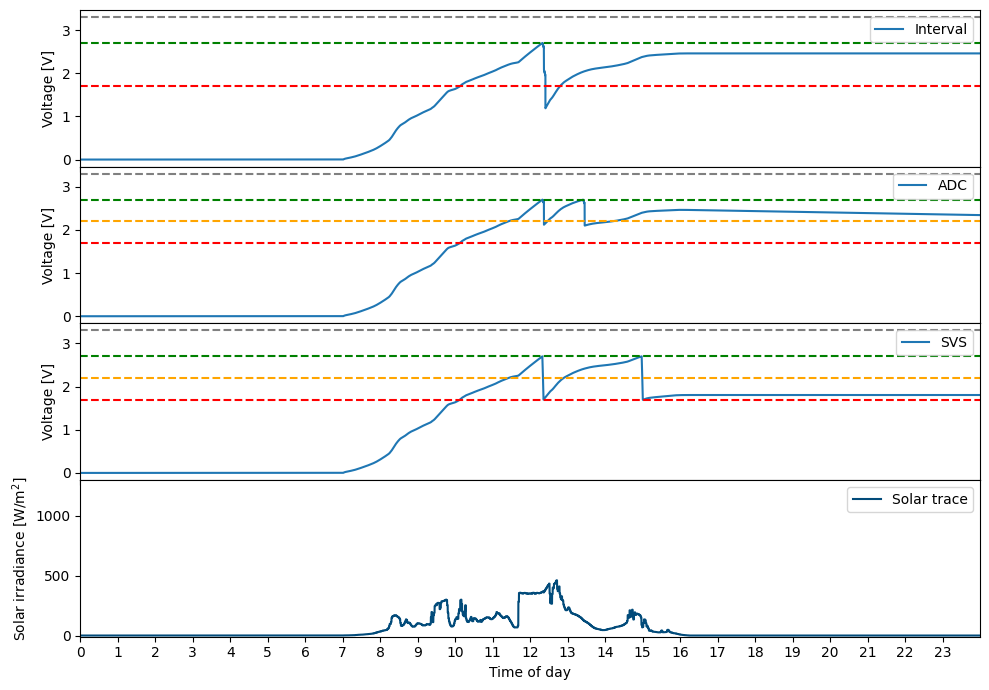 Voltage [V]
3
2
1
0
Interval
Voltage [V]
3
2
1
0
ADC
Voltage [V]
3
2
1
0
SVS
Solar irradiance [W/m²]
1000
500
0
Solar trace
0 1 2 3 4 5 6 7 8 9 10 11 12 13 14 15 16 17 18 19 20 21 22 23
Time of day